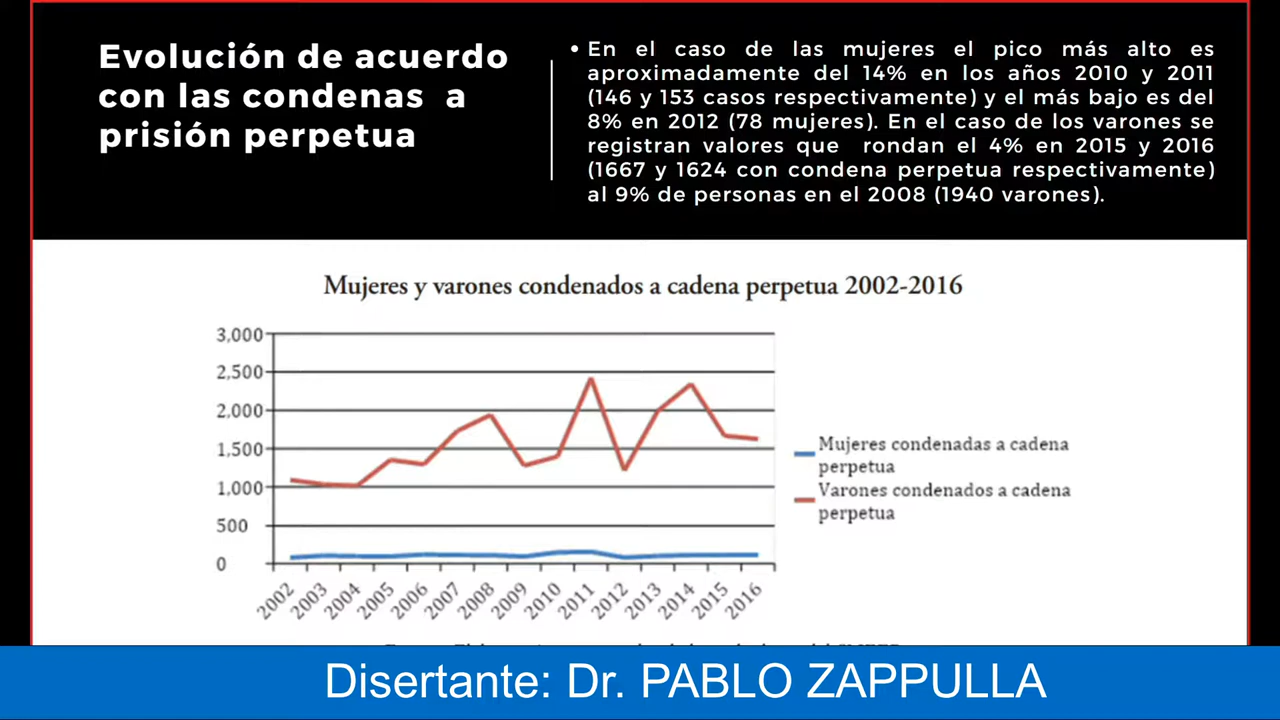 Evolución de acuerdo
con las condenas a
prisión perpetua
• En el caso de las mujeres el pico más alto es
aproximadamente del 14% en los años 2010 y 2011
(146 y 153 casos respectivamente) y el más bajo es del
8% en 2012 (78 mujeres). En el caso de los varones se
registran valores que rondan el 4% en 2015 y 2016
(1667 y 1624 con condena perpetua respectivamente)
al 9% de personas en el 2008 (1940 varones).
Mujeres y varones condenados a cadena perpetua 2002-2016
3,000
2,500
2,000
1,500
1,000
500
0
2002
2003
2004
2005
2006
2007
2008
2009
2010
2011
2012
2013
2014
2015
2016
Mujeres condenadas a cadena
perpetua
Varones condenados a cadena
perpetua
Disertante: Dr. PABLO ZAPPULLA